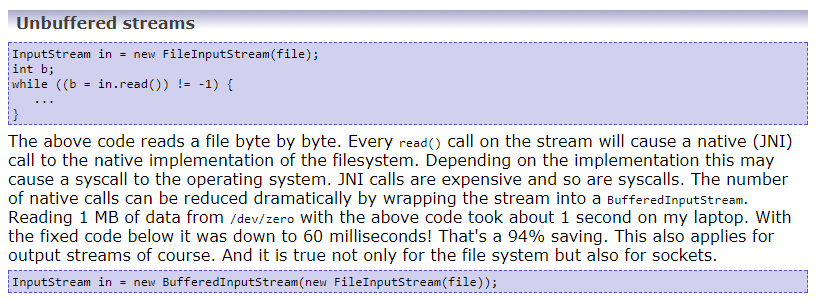 Unbuffered streams
InputStream in = new FileInputStream(file);
int b;
while ((b = in.read()) != -1) {
   ...
}
The above code reads a file byte by byte. Every read() call on the stream will cause a native (JNI)
call to the native implementation of the filesystem. Depending on the implementation this may
cause a syscall to the operating system. JNI calls are expensive and so are syscalls. The number
of native calls can be reduced dramatically by wrapping the stream into a BufferedInputStream.
Reading 1 MB of data from /dev/zero with the above code took about 1 second on my laptop. With
the fixed code below it was down to 60 milliseconds! That's a 94% saving. This also applies for
output streams of course. And it is true not only for the file system but also for sockets.
InputStream in = new BufferedInputStream(new FileInputStream(file));